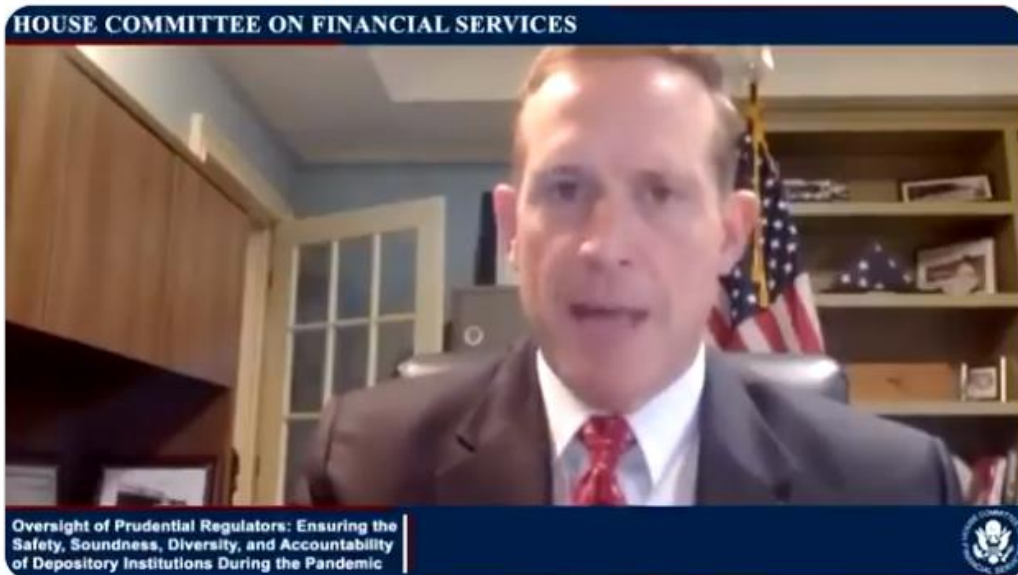 HOUSE COMMITTEE ON FINANCIAL SERVICES
Oversight of Prudential Regulators: Ensuring the
Safety, Soundness, Diversity, and Accountability
of Depository Institutions During the Pandemic